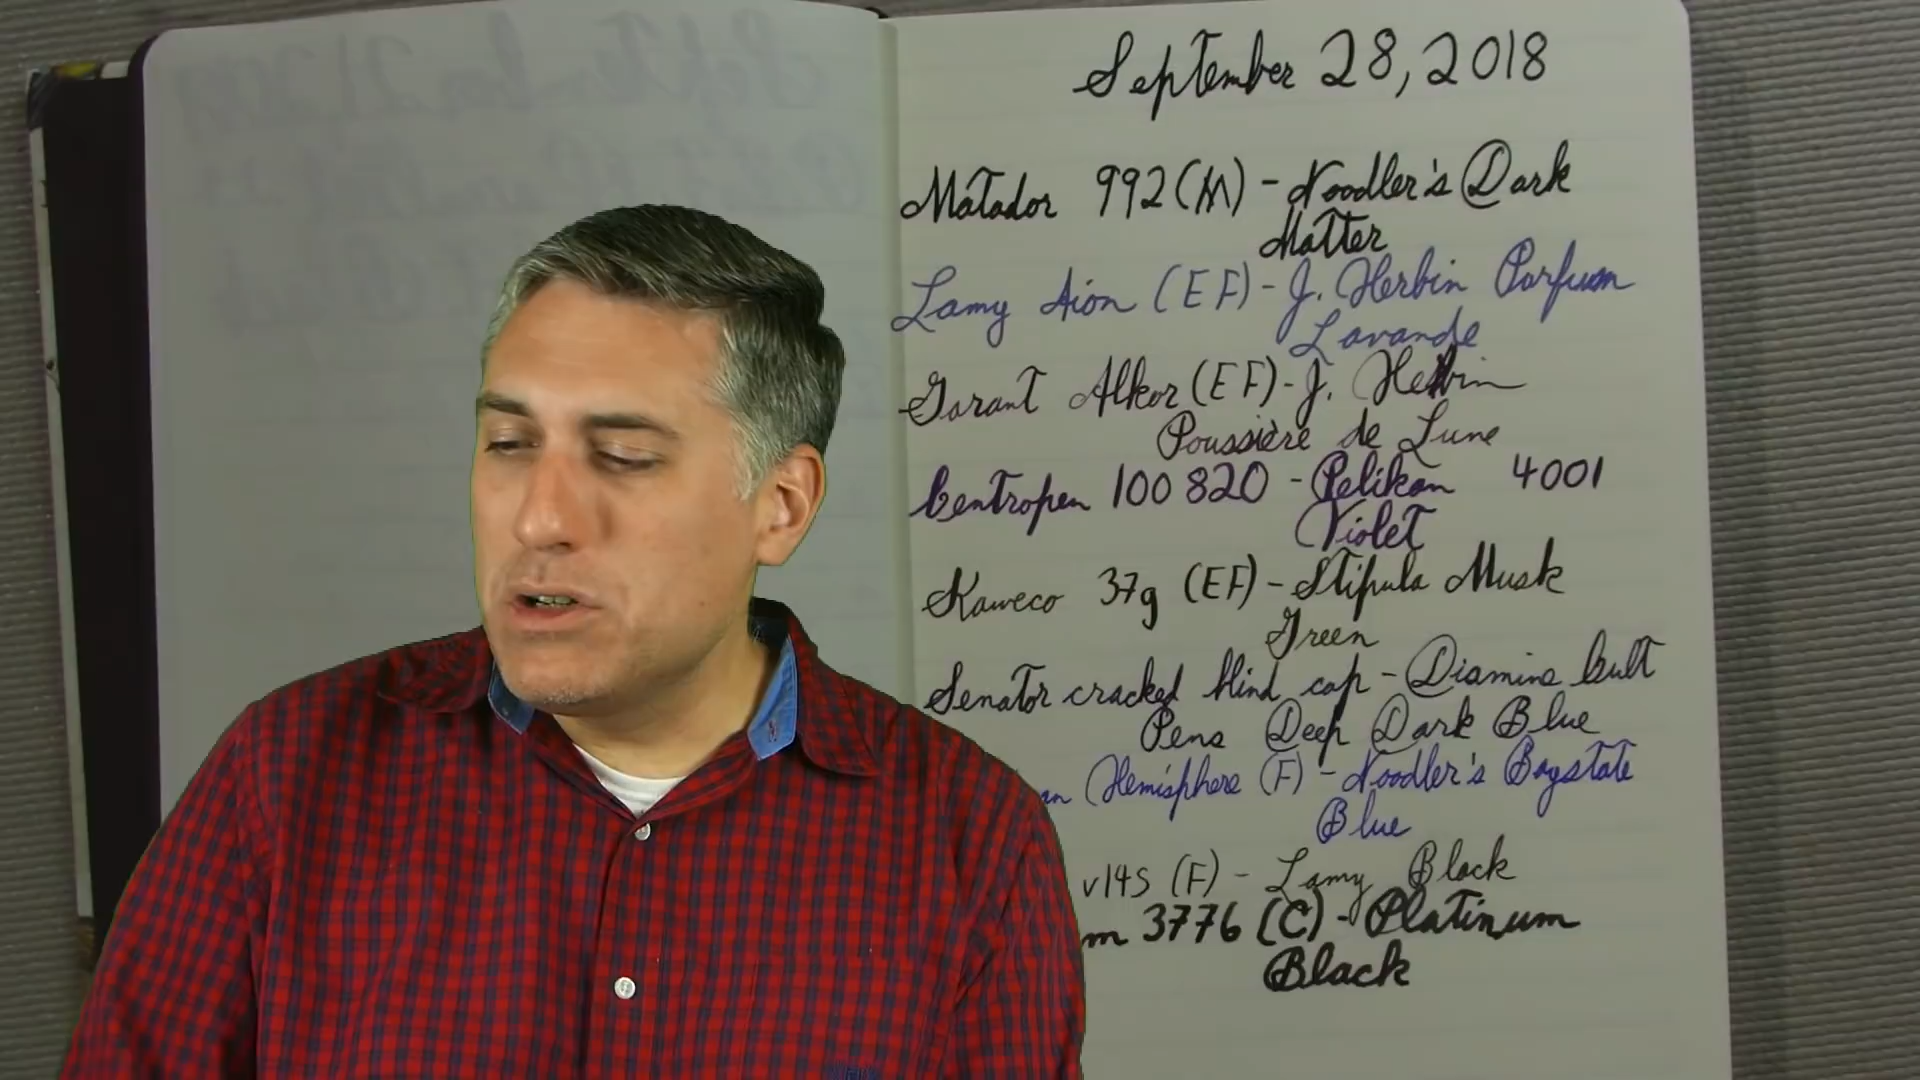 September 28, 2018
Matador 992 (M) - Noodler's Dark
Matter
Lamy Aion (EF) - J. Herbin Parfum
Lavande
Garant Alkor (EF) - J. Herbin
Poussière de Lune
Centropen 100 820 - Pelikan 4001
Violet
Kaweco 37g (EF) - Stipula Musk
Green
Senator cracked blind cap - Diamine Cult
Pens Deep Dark Blue
an Hemisphere (F) - Noodler's Baystate
Blue
v14s (F) - Lamy Black
m 3776 (C) - Platinum
Black